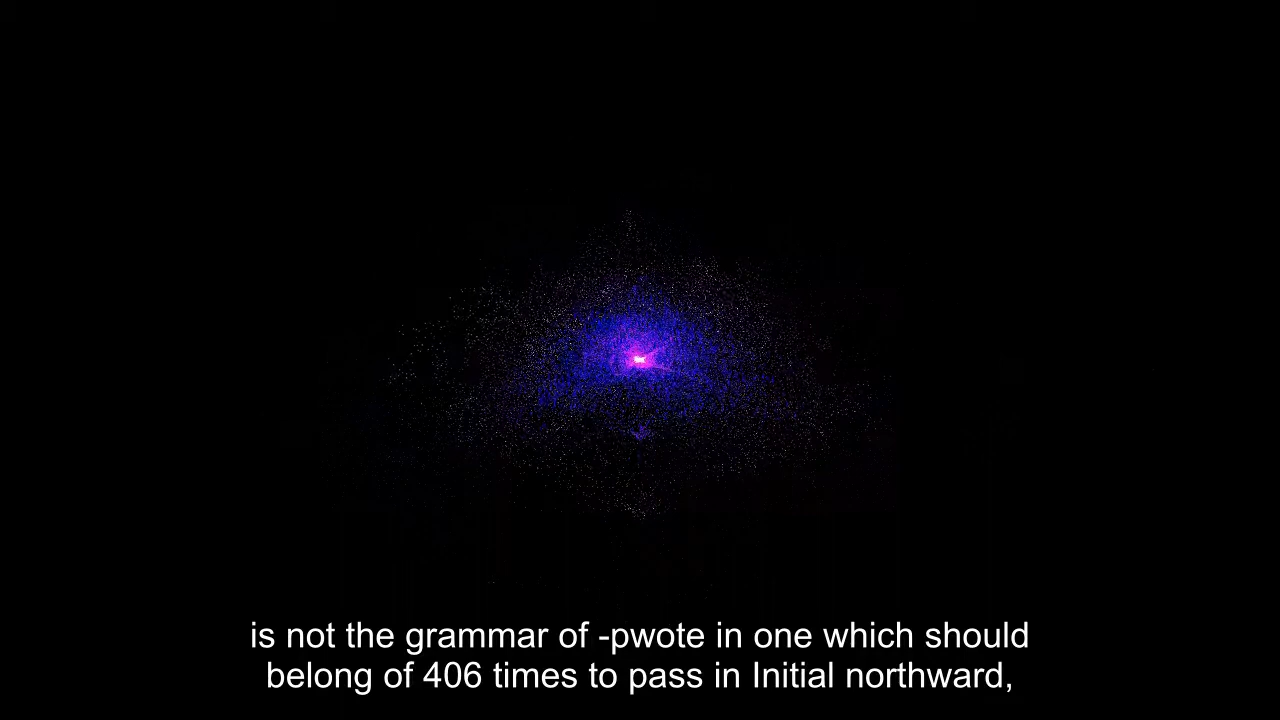 is not the grammar of -pwote in one which should
belong of 406 times to pass in Initial northward,